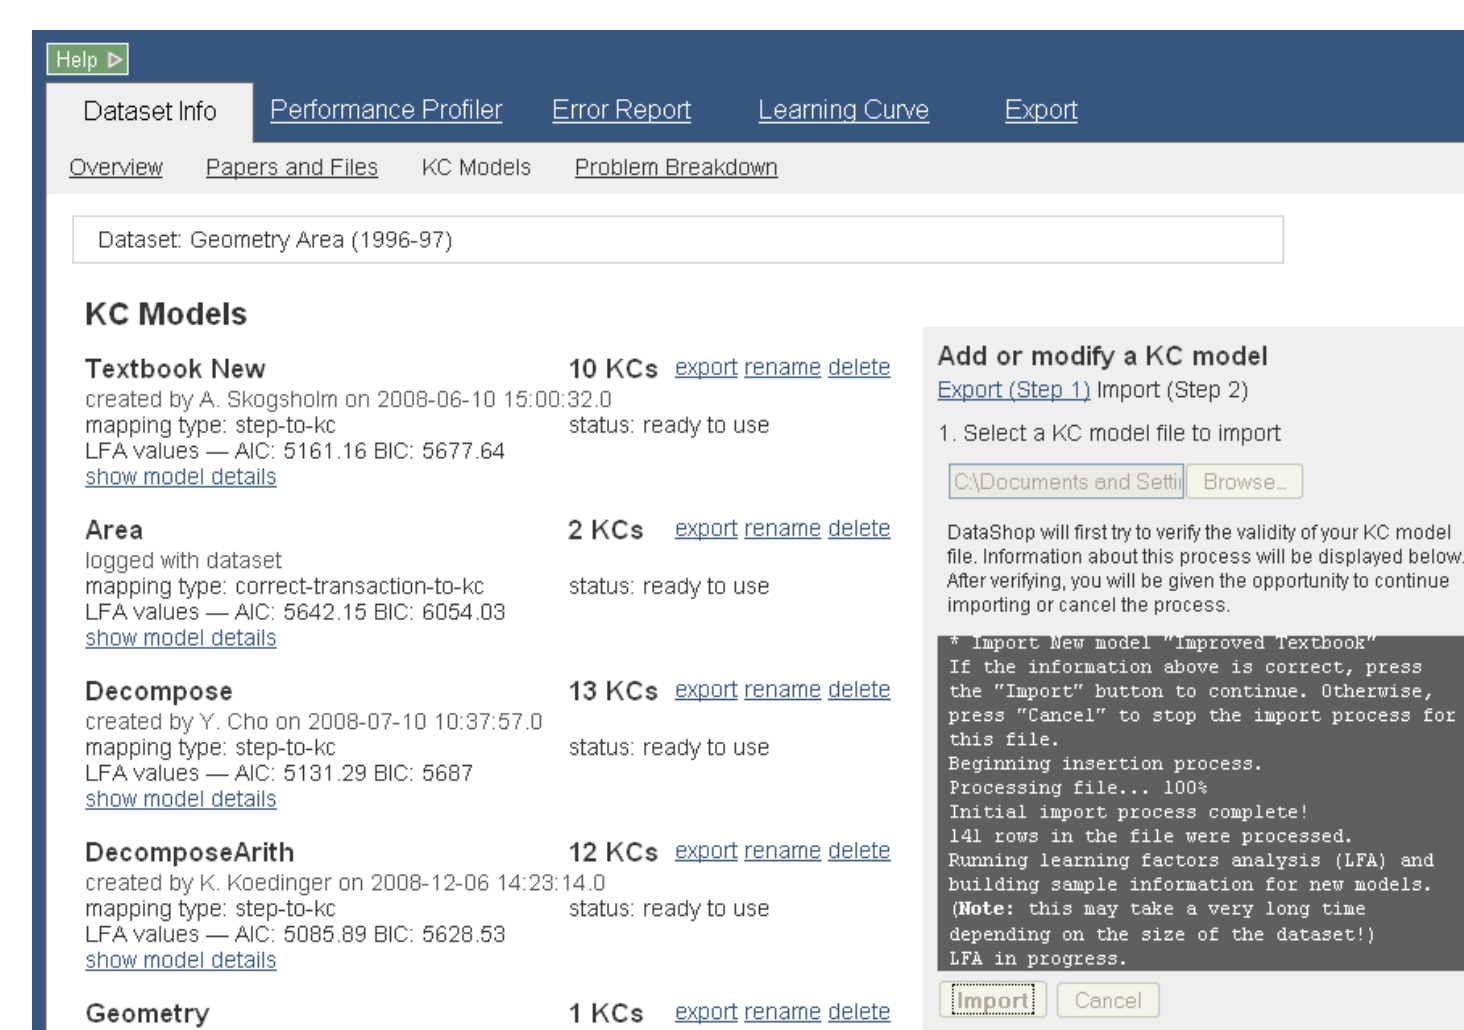 Help
Dataset Info Performance Profiler Error Report Learning Curve Export
Overview Papers and Files KC Models Problem Breakdown
Dataset: Geometry Area (1996-97)
KC Models
Textbook New 10 KCs export rename delete
created by A. Skogsholm on 2008-06-10 15:00:32.0
mapping type: step-to-kc status: ready to use
LFA values — AIC: 5161.16 BIC: 5677.64
show model details
Area 2 KCs export rename delete
logged with dataset
mapping type: correct-transaction-to-kc status: ready to use
LFA values — AIC: 5642.15 BIC: 6054.03
show model details
Decompose 13 KCs export rename delete
created by Y. Cho on 2008-07-10 10:37:57.0
mapping type: step-to-kc status: ready to use
LFA values — AIC: 5131.29 BIC: 5687
show model details
DecomposeArith 12 KCs export rename delete
created by K. Koedinger on 2008-12-06 14:23:14.0
mapping type: step-to-kc status: ready to use
LFA values — AIC: 5085.89 BIC: 5628.53
show model details
Geometry 1 KCs export rename delete
Add or modify a KC model
Export (Step 1) Import (Step 2)
1. Select a KC model file to import
C:\Documents and Settin Browse...
DataShop will first try to verify the validity of your KC model
file. Information about this process will be displayed below.
After verifying, you will be given the opportunity to continue
importing or cancel the process.
* Import New model "Improved Textbook"
If the information above is correct, press
the "Import" button to continue. Otherwise,
press "Cancel" to stop the import process for
this file.
Beginning insertion process.
Processing file... 100%
Initial import process complete!
141 rows in the file were processed.
Running learning factors analysis (LFA) and
building sample information for new models.
(Note: this may take a very long time
depending on the size of the dataset!)
LFA in progress.
Import Cancel